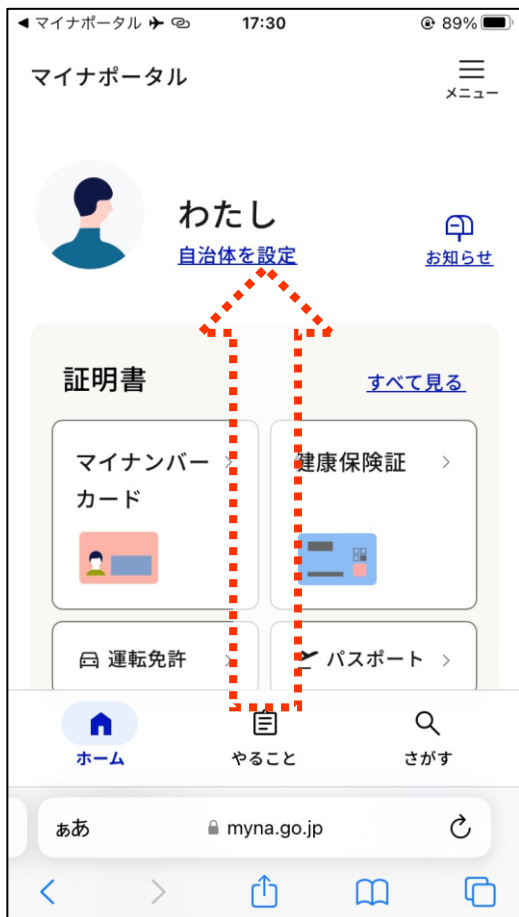 マイナポータル 17:30 89%
マイナポータル
メニュー
わたし
自治体を設定
お知らせ
証明書 すべて見る
マイナンバーカード
健康保険証
運転免許 パスポート
ホーム やること さがす
ぁあ myna.go.jp